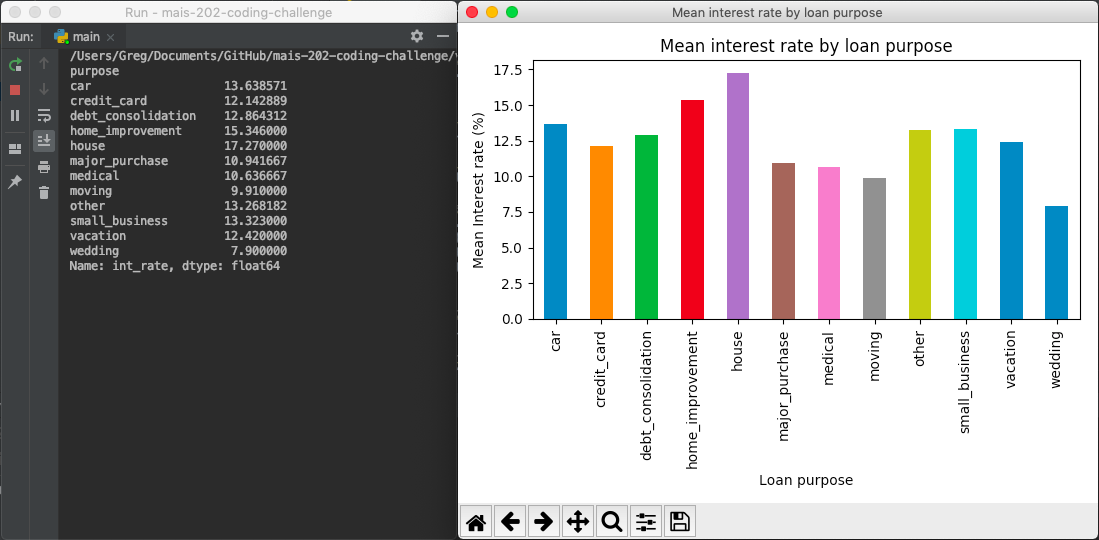 Run - mais-202-coding-challenge
Run: main
/Users/Greg/Documents/GitHub/mais-202-coding-challenge/
purpose
car 13.638571
credit_card 12.142889
debt_consolidation 12.864312
home_improvement 15.346000
house 17.270000
major_purchase 10.941667
medical 10.636667
moving 9.910000
other 13.268182
small_business 13.323000
vacation 12.420000
wedding 7.900000
Name: int_rate, dtype: float64
Mean interest rate by loan purpose
Mean interest rate by loan purpose
Mean Interest rate (%)
17.5
15.0
12.5
10.0
7.5
5.0
2.5
0.0
car
credit_card
debt_consolidation
home_improvement
house
major_purchase
medical
moving
other
small_business
vacation
wedding
Loan purpose